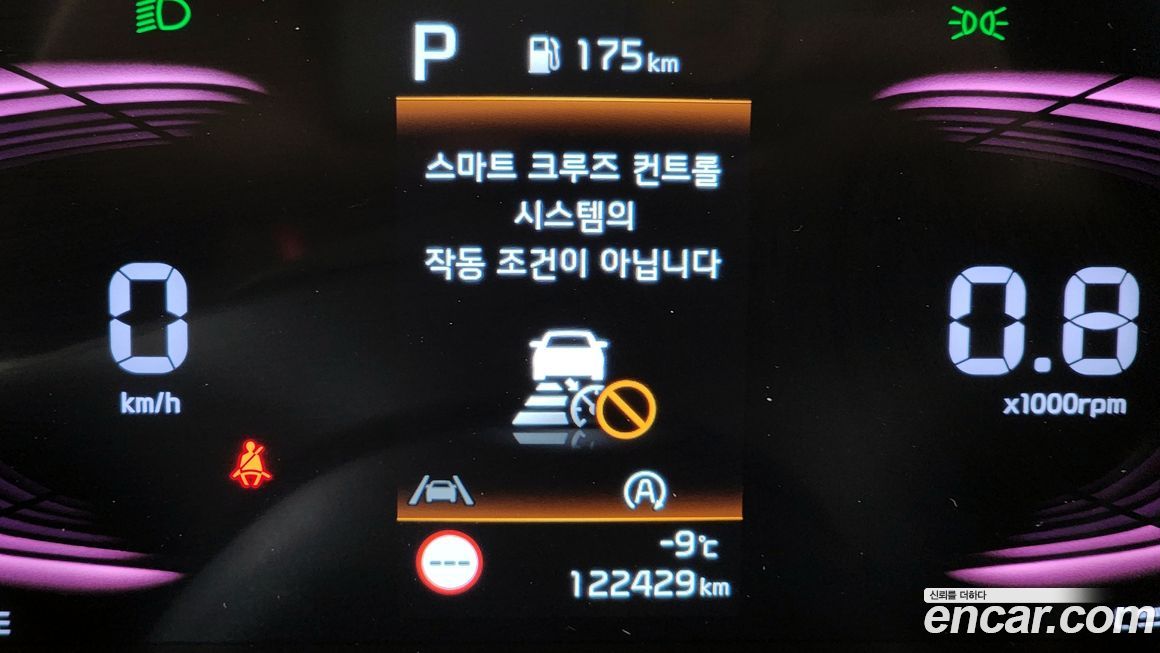 P
175km
스마트 크루즈 컨트롤
시스템의
작동 조건이 아닙니다
0
km/h
0.8
x1000rpm
A
---
-9℃
122429km
신뢰를 더하다
encar.com